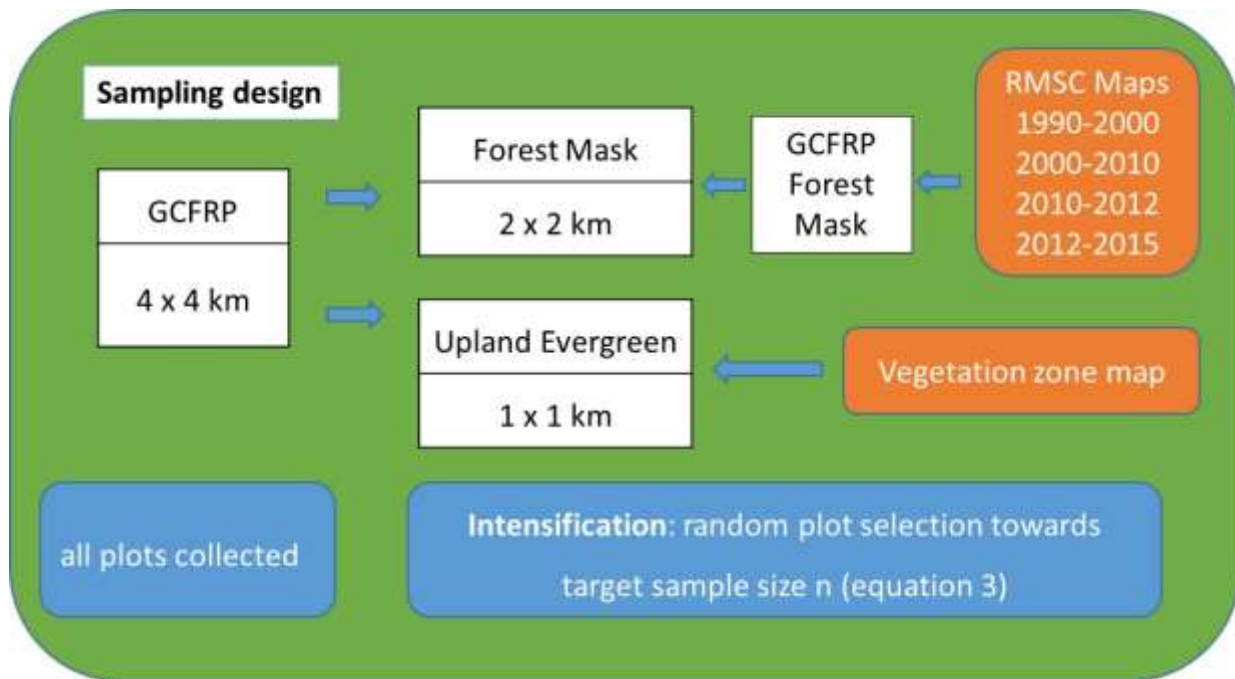 Sampling design
GCFRP
4 x 4 km
Forest Mask
2 x 2 km
GCFRP
Forest
Mask
RMSC Maps
1990-2000
2000-2010
2010-2012
2012-2015
Upland Evergreen
1 x 1 km
Vegetation zone map
all plots collected
Intensification: random plot selection towards
target sample size n (equation 3)